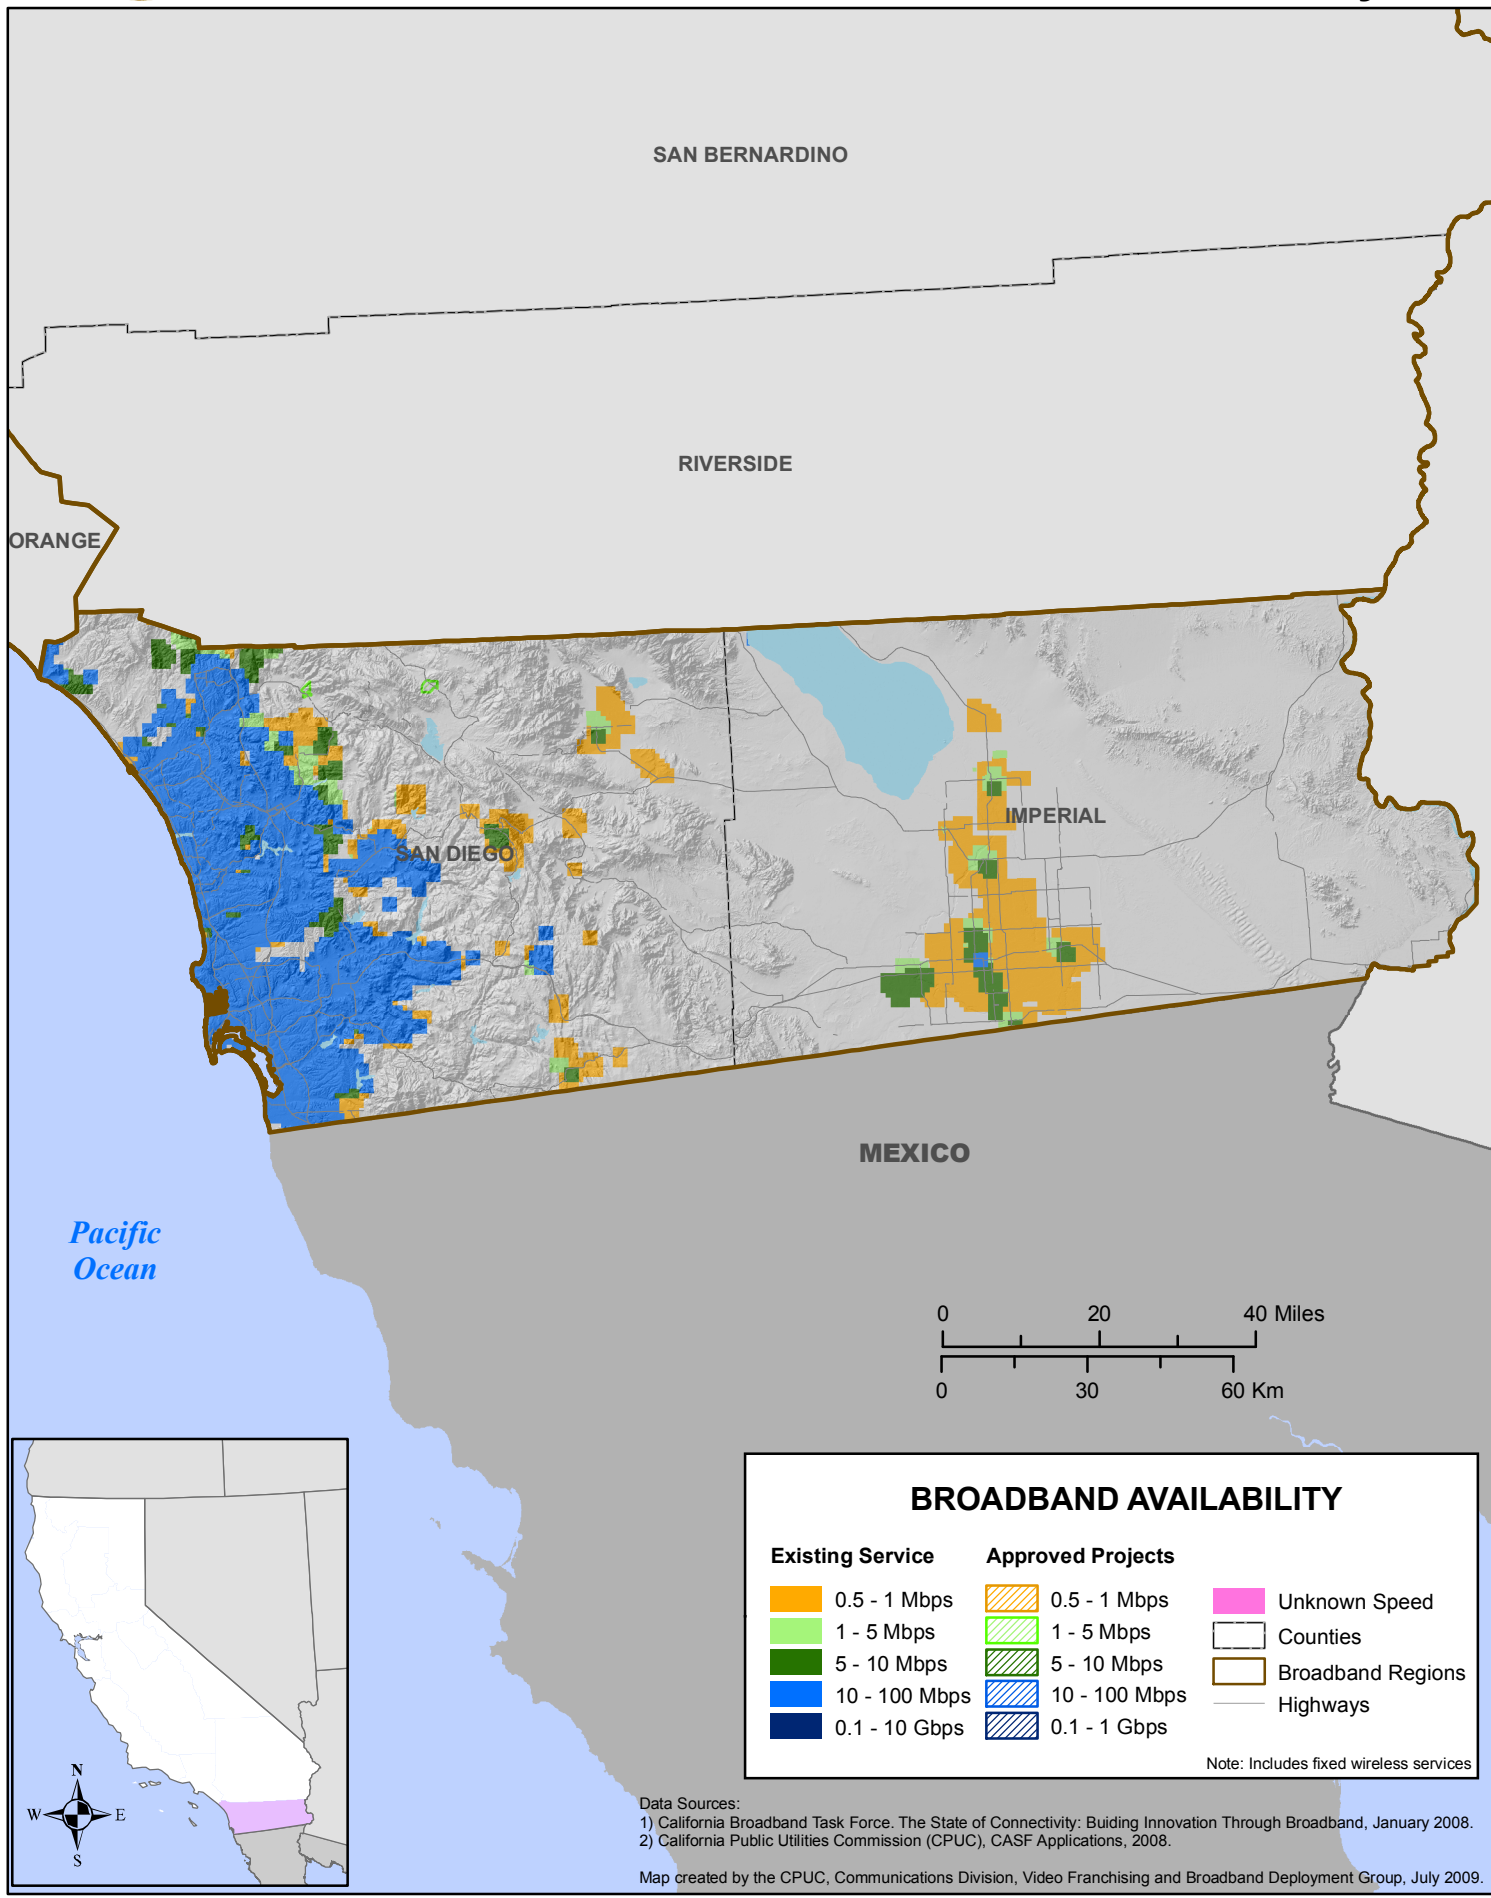 SAN BERNARDINO
RIVERSIDE
ORANGE
IMPERIAL
SAN DIEGO
MEXICO
Pacific
Ocean
0 20 40 Miles
0 30 60 Km
BROADBAND AVAILABILITY
Existing Service Approved Projects
0.5 - 1 Mbps 0.5 - 1 Mbps Unknown Speed
1 - 5 Mbps 1 - 5 Mbps Counties
5 - 10 Mbps 5 - 10 Mbps Broadband Regions
10 - 100 Mbps 10 - 100 Mbps Highways
0.1 - 10 Gbps 0.1 - 1 Gbps
Note: Includes fixed wireless services
N
W E
S
Data Sources:
1) California Broadband Task Force. The State of Connectivity: Buiding Innovation Through Broadband, January 2008.
2) California Public Utilities Commission (CPUC), CASF Applications, 2008.
Map created by the CPUC, Communications Division, Video Franchising and Broadband Deployment Group, July 2009.